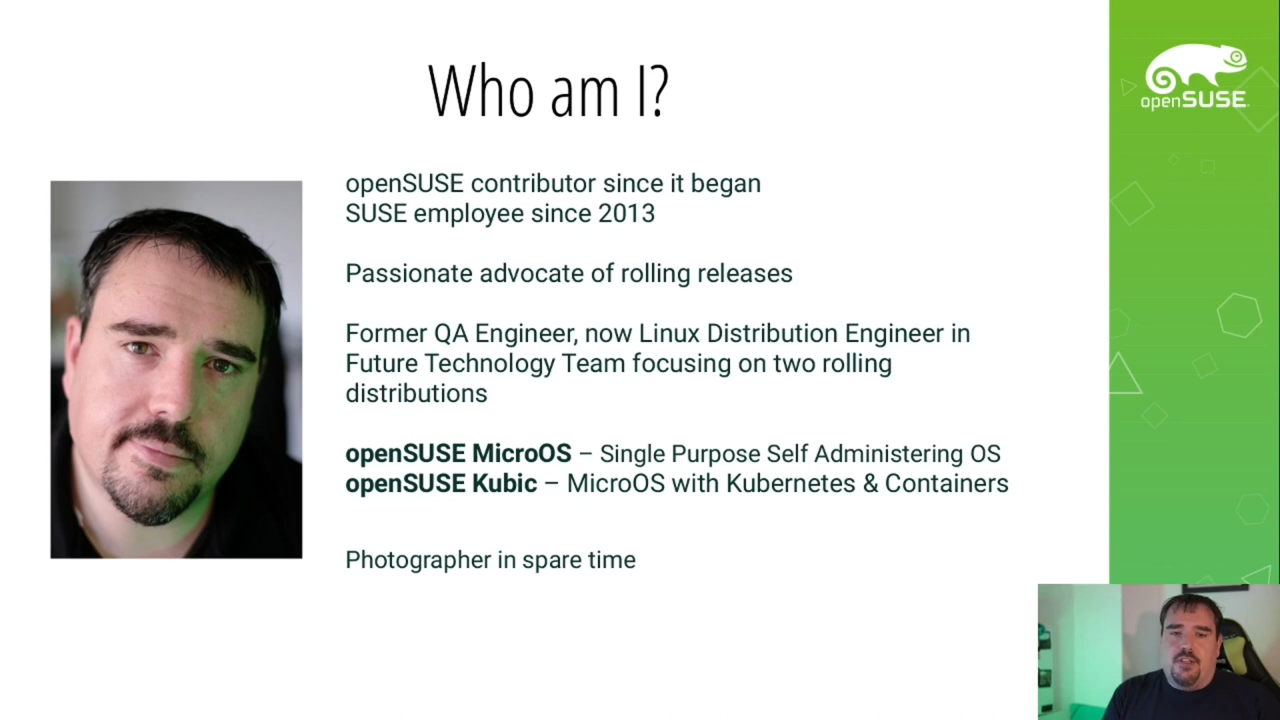 Who am I?
openSUSE
openSUSE contributor since it began
SUSE employee since 2013
Passionate advocate of rolling releases
Former QA Engineer, now Linux Distribution Engineer in
Future Technology Team focusing on two rolling
distributions
openSUSE MicroOS – Single Purpose Self Administering OS
openSUSE Kubic – MicroOS with Kubernetes & Containers
Photographer in spare time